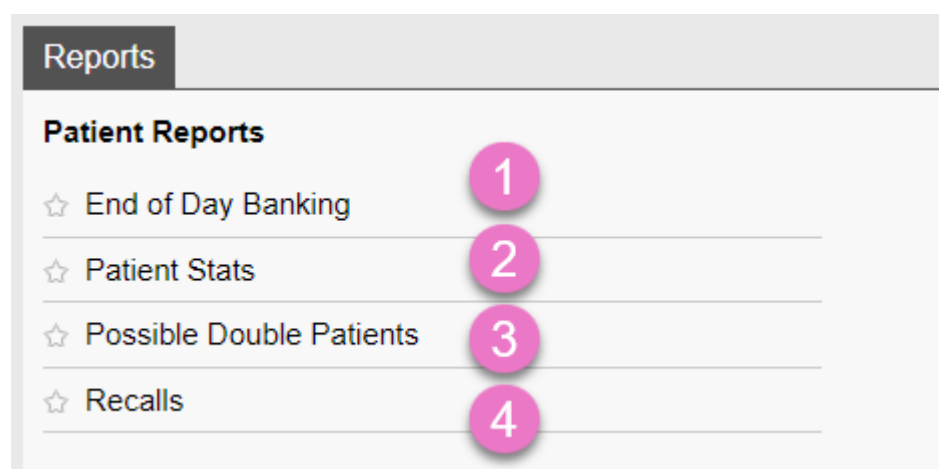 Reports
Patient Reports
1
End of Day Banking
2
Patient Stats
3
Possible Double Patients
4
Recalls